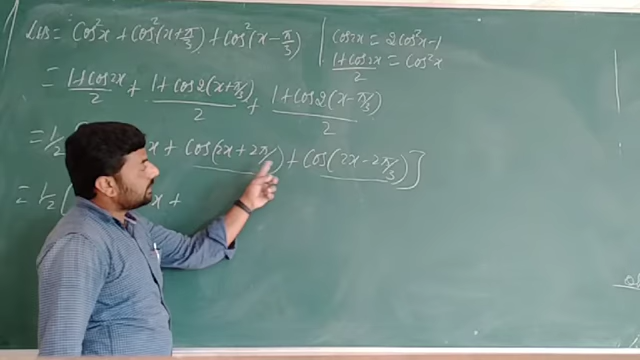 LHS = cos²x + cos²(x+π/3) + cos²(x-π/3)
cos2x = 2cos²x-1
(1+cos2x)/2 = cos²x
= (1+cos2x)/2 + (1+cos2(x+π/3))/2 + (1+cos2(x-π/3))/2
= 1/2 [ x + cos(2x+2π/3) + cos(2x-2π/3)]
= 1/2 [ x +